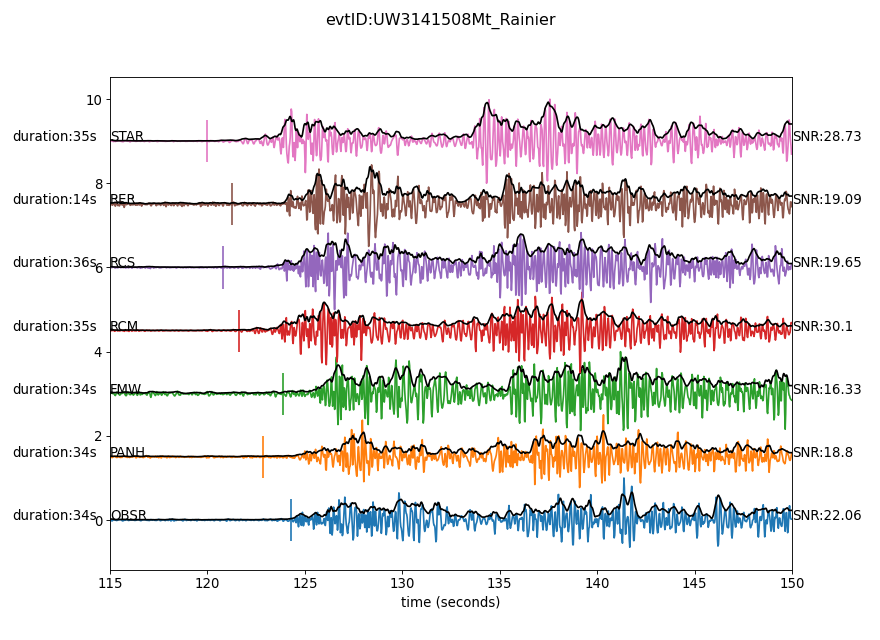 evtID:UW3141508Mt_Rainier
10
duration:35s STAR SNR:28.73
8
duration:14s RER SNR:19.09
duration:36s RCS SNR:19.65
6
duration:35s RCM SNR:30.1
4
duration:34s FMW SNR:16.33
2
duration:34s PANH SNR:18.8
duration:34s OBSR SNR:22.06
0
115 120 125 130 135 140 145 150
time (seconds)